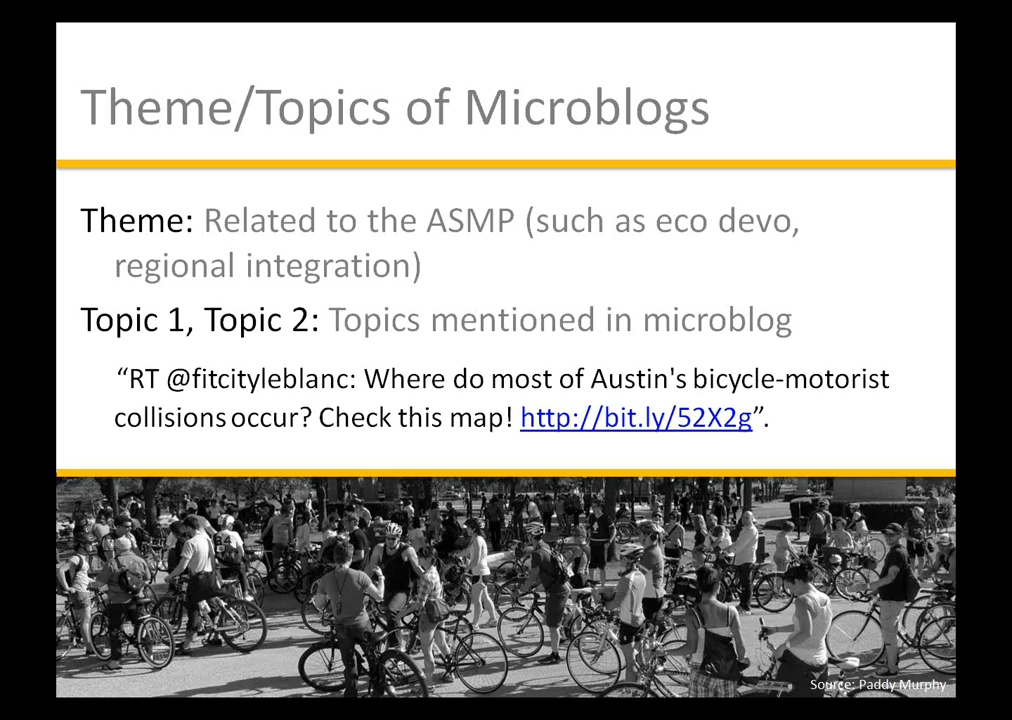 Theme/Topics of Microblogs
Theme: Related to the ASMP (such as eco devo,
regional integration)
Topic 1, Topic 2: Topics mentioned in microblog
“RT @fitcityleblanc: Where do most of Austin's bicycle-motorist
collisions occur? Check this map! http://bit.ly/52X2g”.
Source: Paddy Murphy